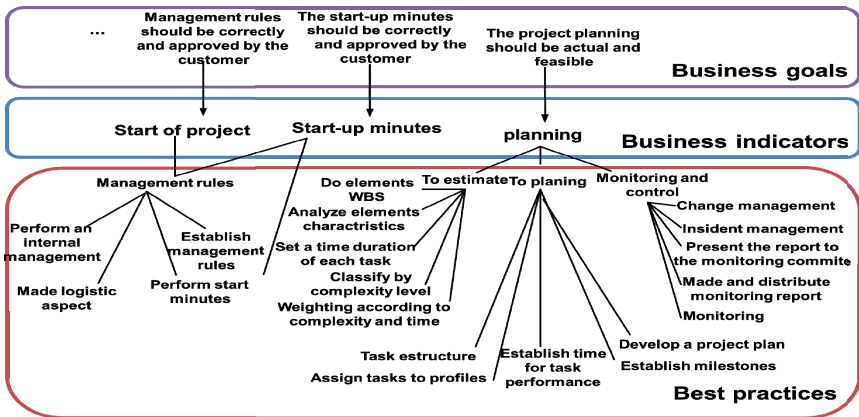 ...
Management rules
should be correctly
and approved by the
customer
The start-up minutes
should be correctly
and approved by the
customer
The project planning
should be actual and
feasible
Business goals
Start of project
Start-up minutes
planning
Business indicators
Management rules
Perform an
internal
management
Made logistic
aspect
Establish
management
rules
Perform start
minutes
To estimate
Do elements
WBS
Analyze elements
charactristics
Set a time duration
of each task
Classify by
complexity level
Weighting according to
complexity and time
To planing
Task estructure
Assign tasks to profiles
Establish time
for task
performance
Develop a project plan
Establish milestones
Monitoring and
control
Change management
Insident management
Present the report to
the monitoring commite
Made and distribute
monitoring report
Monitoring
Best practices